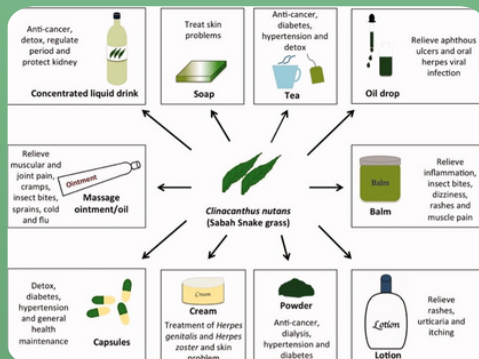 Anti-cancer,
detox, regulate
period and
protect kidney
Concentrated liquid drink
Treat skin
problems
Soap
Anti-cancer,
diabetes,
hypertension and
detox
Tea
Relieve aphthous
ulcers and oral
herpes viral
infection
Oil drop
Relieve
muscular and
joint pain,
cramps,
insect bites,
sprains, cold
and flu
Ointment
Massage
ointment/oil
Clinacanthus nutans
(Sabah Snake grass)
Balm
Balm
Relieve
inflammation,
insect bites,
dizziness,
rashes and
muscle pain
Detox,
diabetes,
hypertension
and general
health
maintenance
Capsules
Cream
Cream
Treatment of Herpes
genitalis and Herpes
zoster and skin
problem
Powder
Anti-cancer,
dialysis,
hypertension and
diabetes
Lotion
Lotion
Relieve
rashes,
urticaria and
itching